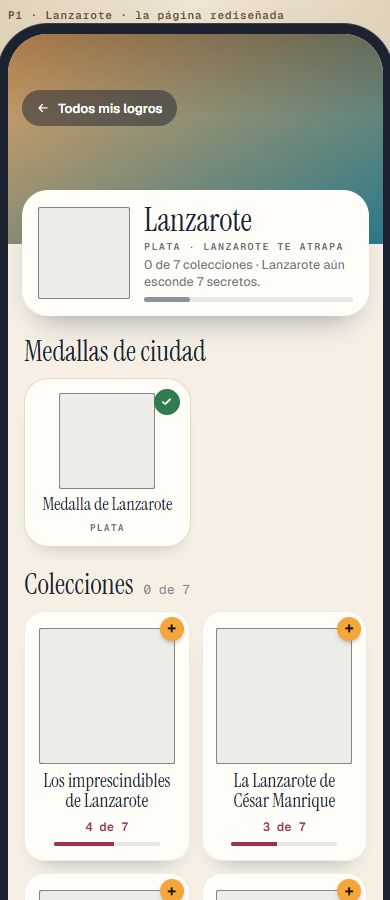 P1 · Lanzarote · la página rediseñada
← Todos mis logros
Lanzarote
PLATA · LANZAROTE TE ATRAPA
0 de 7 colecciones · Lanzarote aún
esconde 7 secretos.
Medallas de ciudad
Medalla de Lanzarote
PLATA
Colecciones 0 de 7
+
+
Los imprescindibles
de Lanzarote
4 de 7
La Lanzarote de
César Manrique
3 de 7
+
+